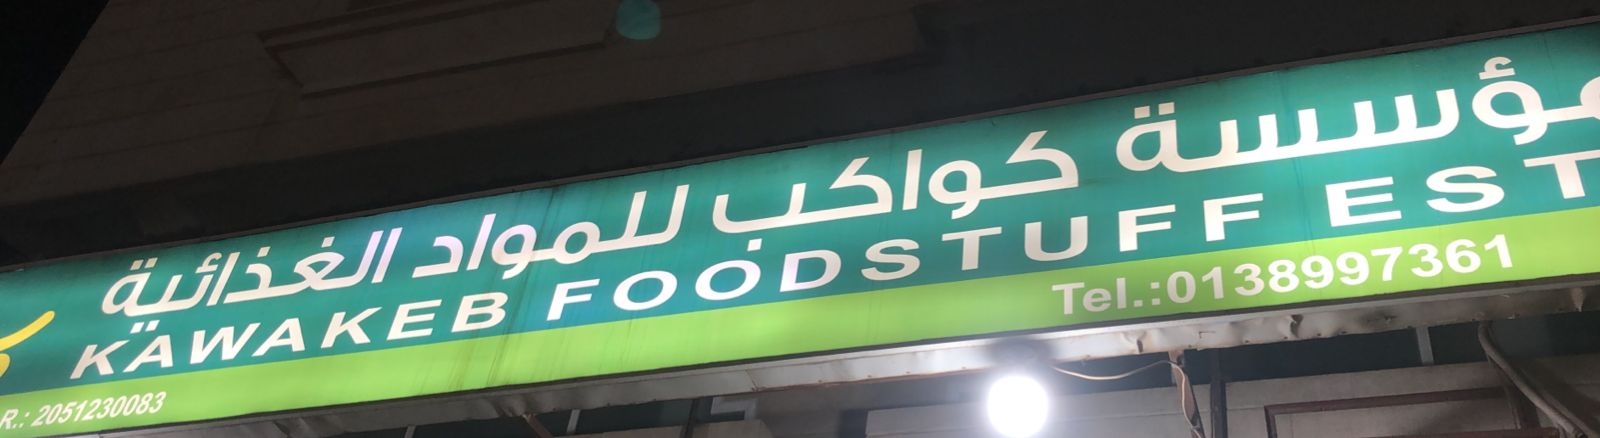 مؤسسة كواكب للمواد الغذائية
KAWAKEB FOODSTUFF EST
Tel.:0138997361
R.: 2051230083